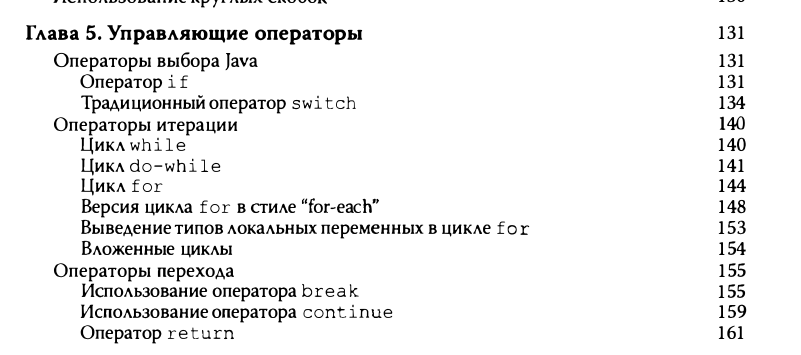 Глава 5. Управляющие операторы 131
Операторы выбора Java 131
Оператор if 131
Традиционный оператор switch 134
Операторы итерации 140
Цикл while 140
Цикл do-while 141
Цикл for 144
Версия цикла for в стиле “for-each” 148
Выведение типов локальных переменных в цикле for 153
Вложенные циклы 154
Операторы перехода 155
Использование оператора break 155
Использование оператора continue 159
Оператор return 161